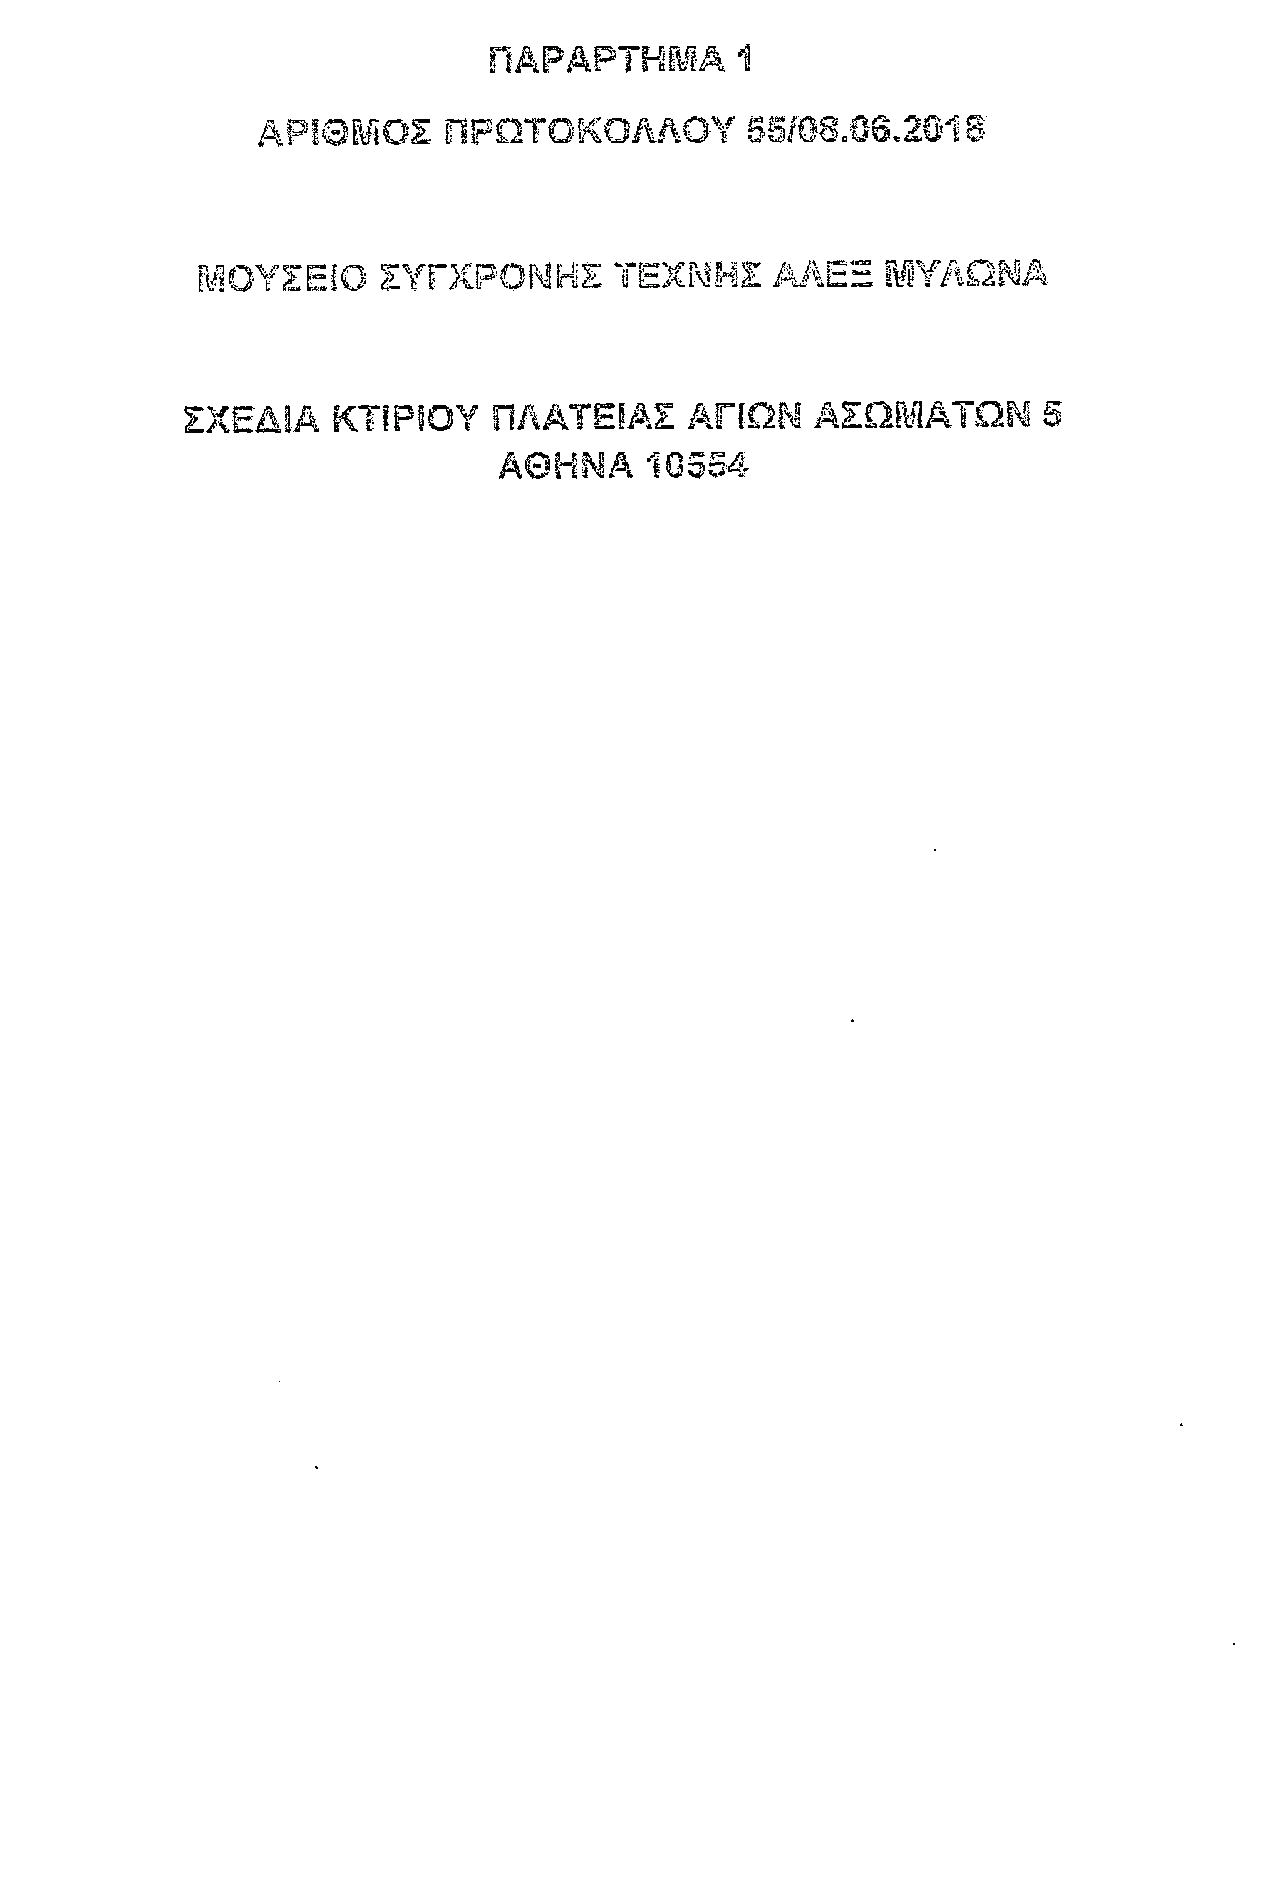 ΠΑΡΑΡΤΗΜΑ 1
ΑΡΙΘΜΟΣ ΠΡΩΤΟΚΟΛΛΟΥ 55/08.06.2018
ΜΟΥΣΕΙΟ ΣΥΓΧΡΟΝΗΣ ΤΕΧΝΗΣ ΑΛΕΞ ΜΥΛΩΝΑ
ΣΧΕΔΙΑ ΚΤΙΡΙΟΥ ΠΛΑΤΕΙΑΣ ΑΓΙΩΝ ΑΣΩΜΑΤΩΝ 5
ΑΘΗΝΑ 10554